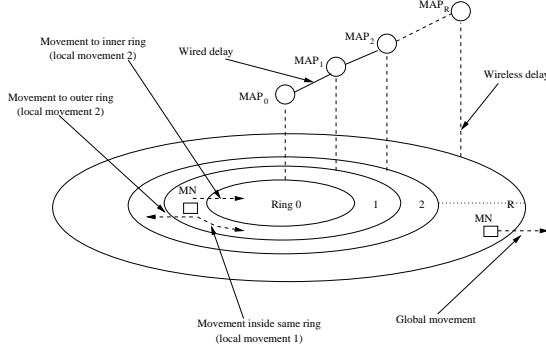 MAP_R
Movement to inner ring
(local movement 2)
Wired delay
MAP_2
MAP_1
Wireless delay
MAP_0
Movement to outer ring
(local movement 2)
MN
Ring 0
1
2
R
MN
Movement inside same ring
(local movement 1)
Global movement